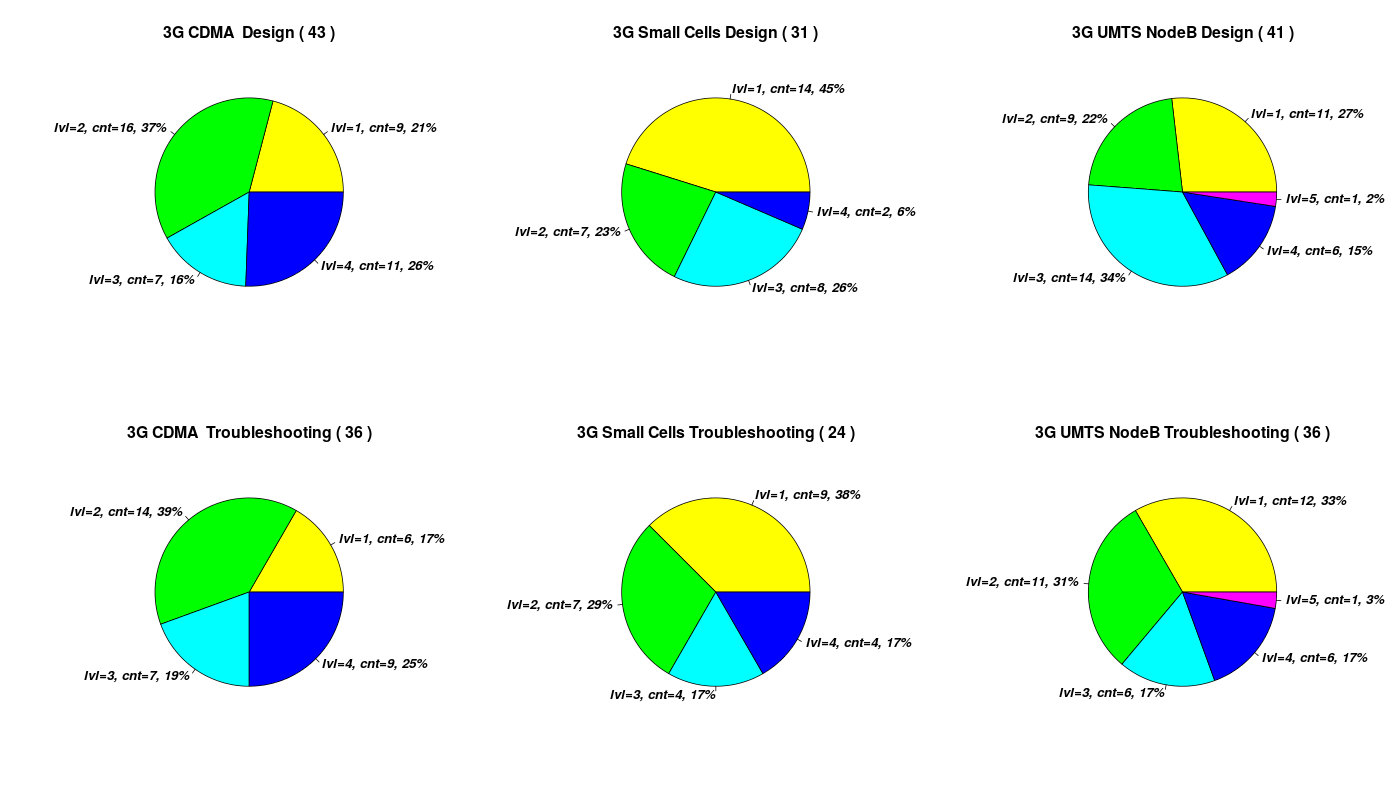 3G CDMA  Design ( 43 )
lvl=1, cnt=9, 21%
lvl=2, cnt=16, 37%
lvl=3, cnt=7, 16%
lvl=4, cnt=11, 26%
3G Small Cells Design ( 31 )
lvl=1, cnt=14, 45%
lvl=2, cnt=7, 23%
lvl=3, cnt=8, 26%
lvl=4, cnt=2, 6%
3G UMTS NodeB Design ( 41 )
lvl=1, cnt=11, 27%
lvl=2, cnt=9, 22%
lvl=3, cnt=14, 34%
lvl=4, cnt=6, 15%
lvl=5, cnt=1, 2%
3G CDMA  Troubleshooting ( 36 )
lvl=1, cnt=6, 17%
lvl=2, cnt=14, 39%
lvl=3, cnt=7, 19%
lvl=4, cnt=9, 25%
3G Small Cells Troubleshooting ( 24 )
lvl=1, cnt=9, 38%
lvl=2, cnt=7, 29%
lvl=3, cnt=4, 17%
lvl=4, cnt=4, 17%
3G UMTS NodeB Troubleshooting ( 36 )
lvl=1, cnt=12, 33%
lvl=2, cnt=11, 31%
lvl=3, cnt=6, 17%
lvl=4, cnt=6, 17%
lvl=5, cnt=1, 3%